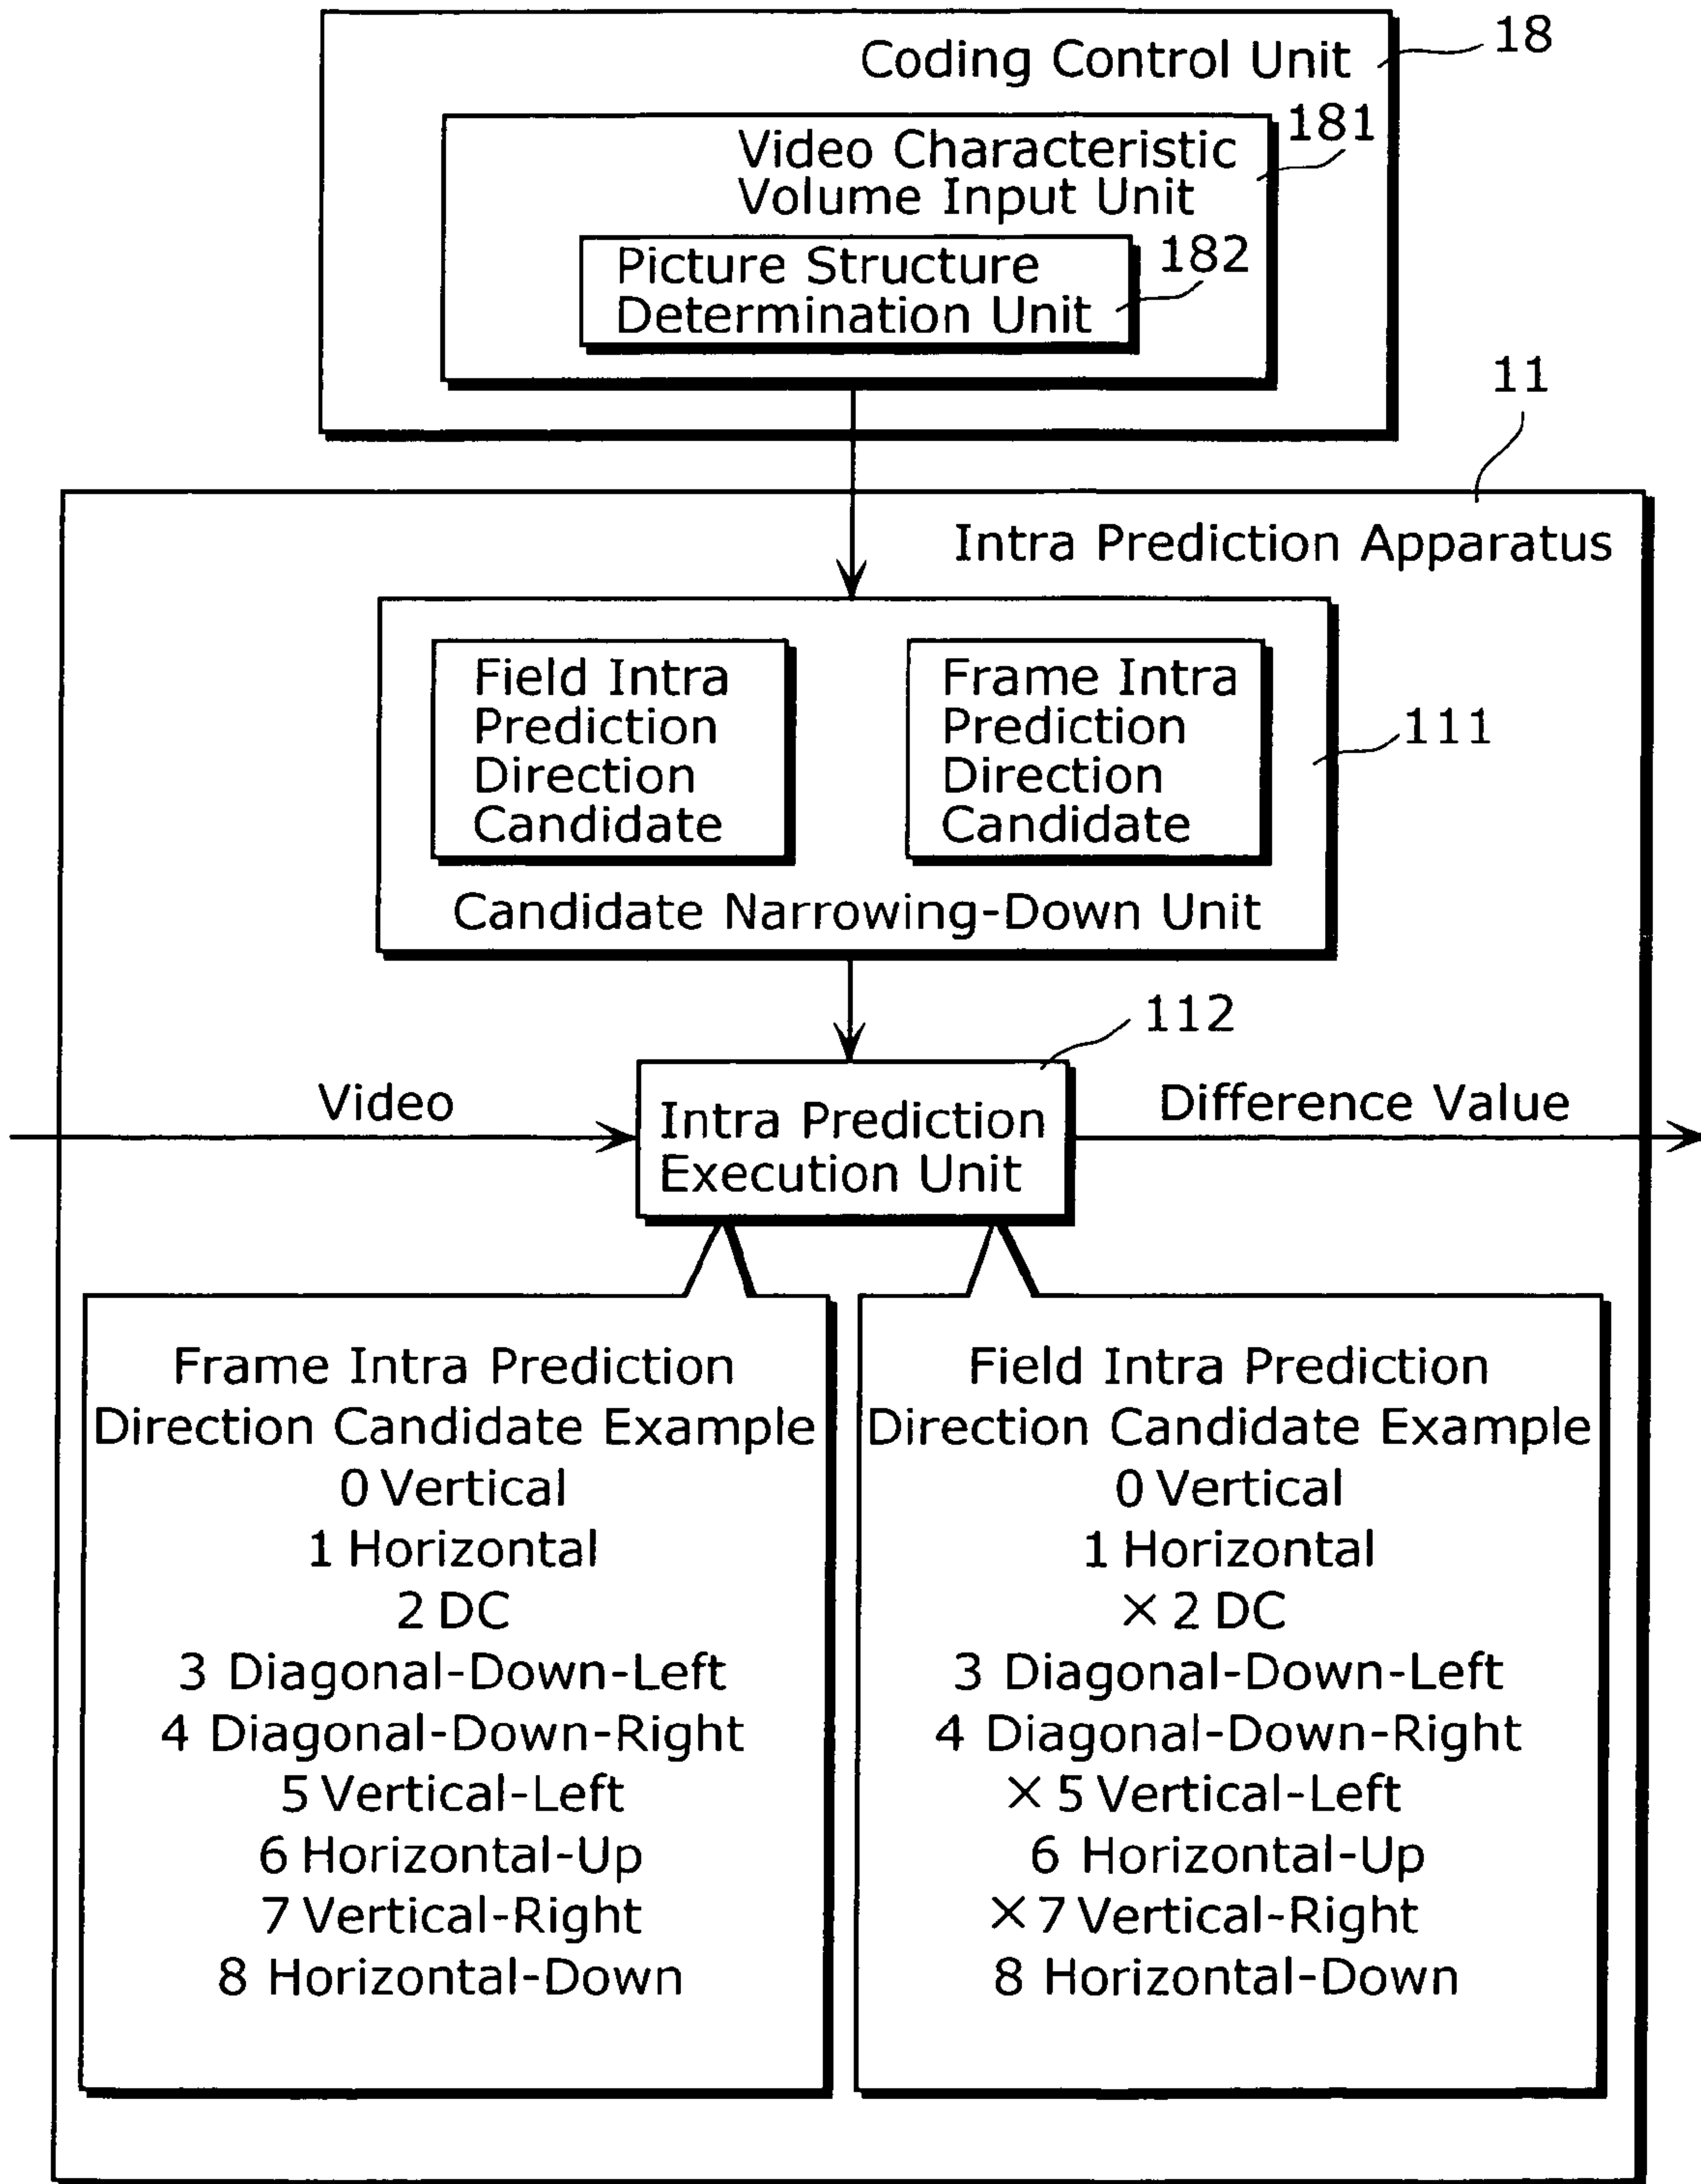 Coding Control Unit
18
Video Characteristic
Volume Input Unit
181
Picture Structure
Determination Unit
182
11
Intra Prediction Apparatus
Field Intra
Prediction
Direction
Candidate
Frame Intra
Prediction
Direction
Candidate
111
Candidate Narrowing-Down Unit
112
Video
Intra Prediction
Execution Unit
Difference Value
Frame Intra Prediction
Direction Candidate Example
0 Vertical
1 Horizontal
2 DC
3 Diagonal-Down-Left
4 Diagonal-Down-Right
5 Vertical-Left
6 Horizontal-Up
7 Vertical-Right
8 Horizontal-Down
Field Intra Prediction
Direction Candidate Example
0 Vertical
1 Horizontal
× 2 DC
3 Diagonal-Down-Left
4 Diagonal-Down-Right
× 5 Vertical-Left
6 Horizontal-Up
× 7 Vertical-Right
8 Horizontal-Down